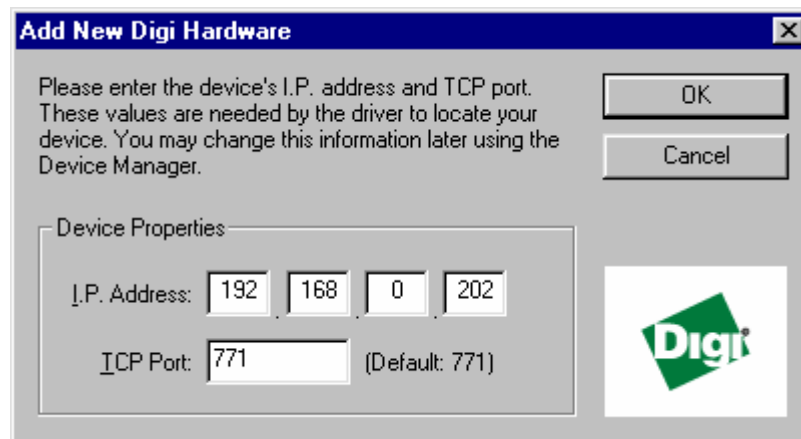 Add New Digi Hardware
Please enter the device's I.P. address and TCP port.
These values are needed by the driver to locate your
device. You may change this information later using the
Device Manager.
OK
Cancel
Device Properties
I.P. Address: 192 . 168 . 0 . 202
TCP Port: 771 (Default: 771)
Digi